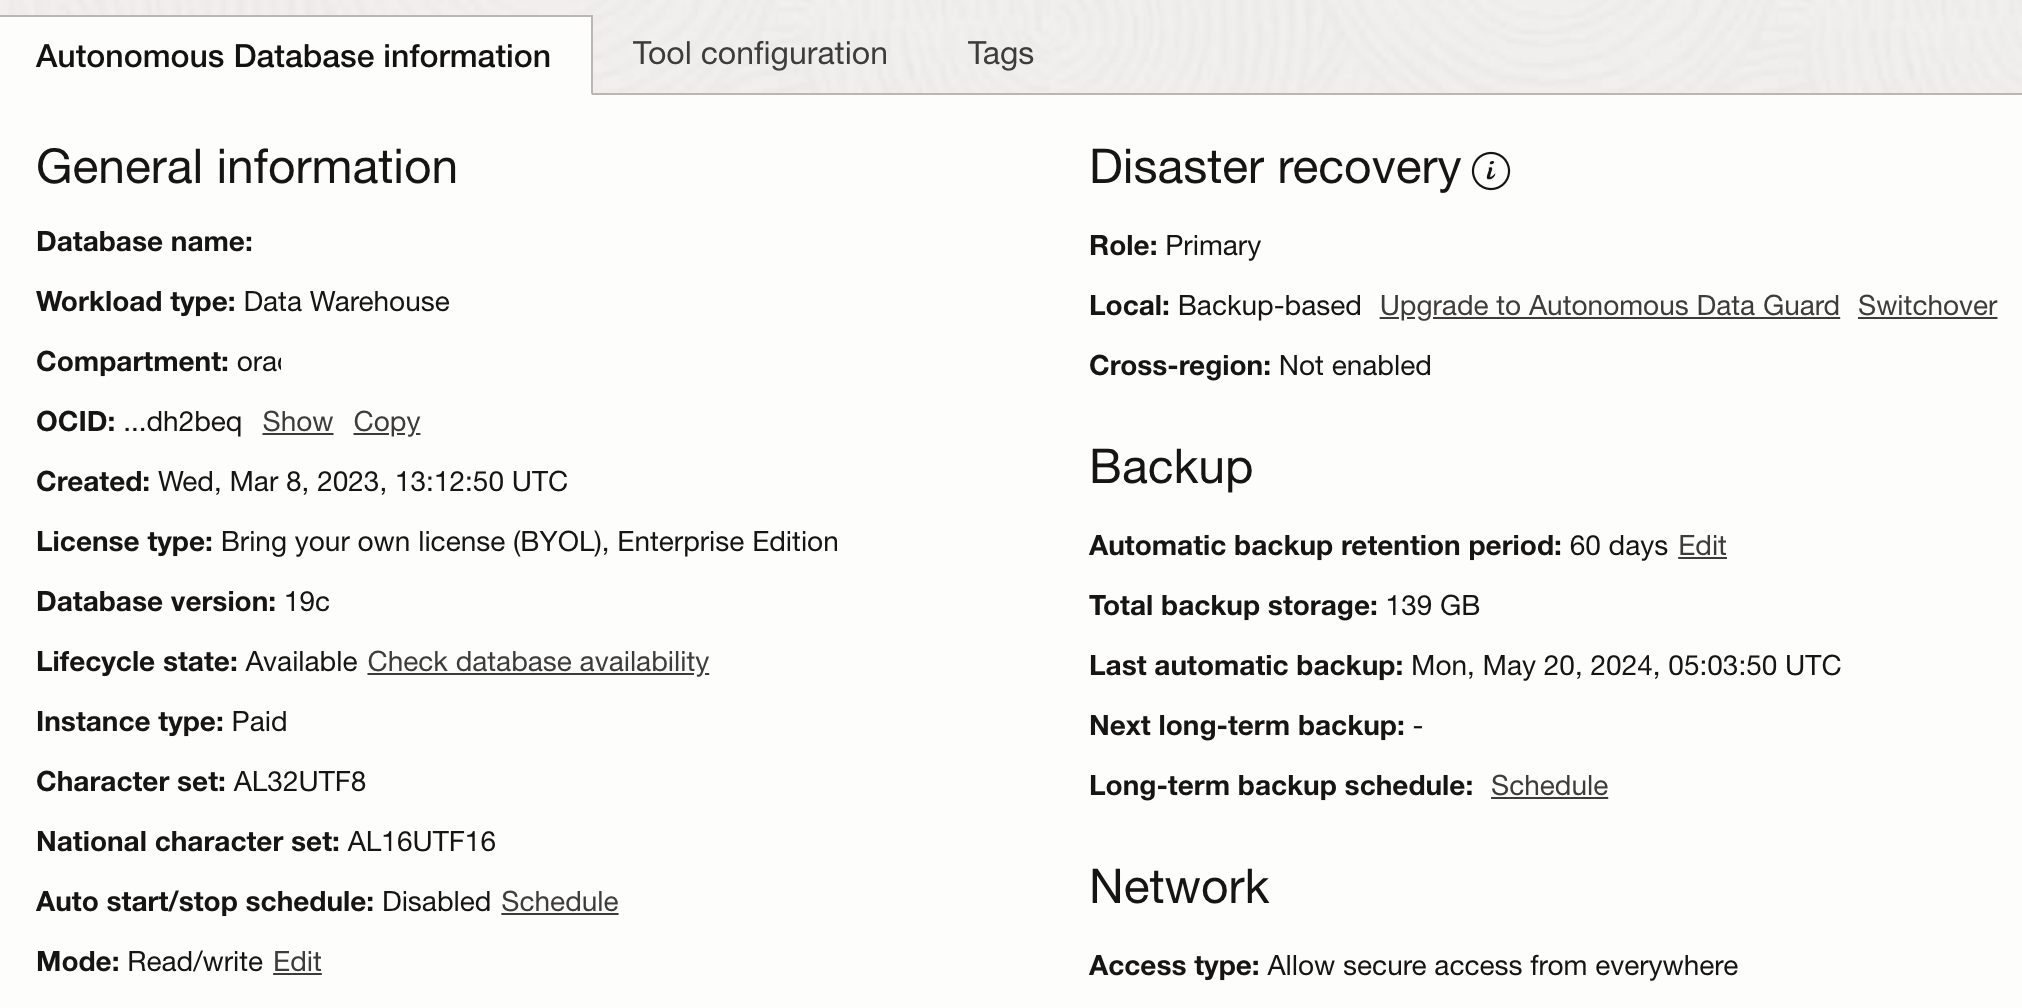 Autonomous Database information
Tool configuration
Tags
General information
Database name:
Workload type: Data Warehouse
Compartment:
OCID: ...dh2beq Show Copy
Created: Wed, Mar 8, 2023, 13:12:50 UTC
License type: Bring your own license (BYOL), Enterprise Edition
Database version: 19c
Lifecycle state: Available Check database availability
Instance type: Paid
Character set: AL32UTF8
National character set: AL16UTF16
Auto start/stop schedule: Disabled Schedule
Mode: Read/write Edit
Disaster recovery i
Role: Primary
Local: Backup-based Upgrade to Autonomous Data Guard Switchover
Cross-region: Not enabled
Backup
Automatic backup retention period: 60 days Edit
Total backup storage: 139 GB
Last automatic backup: Mon, May 20, 2024, 05:03:50 UTC
Next long-term backup: -
Long-term backup schedule: Schedule
Network
Access type: Allow secure access from everywhere